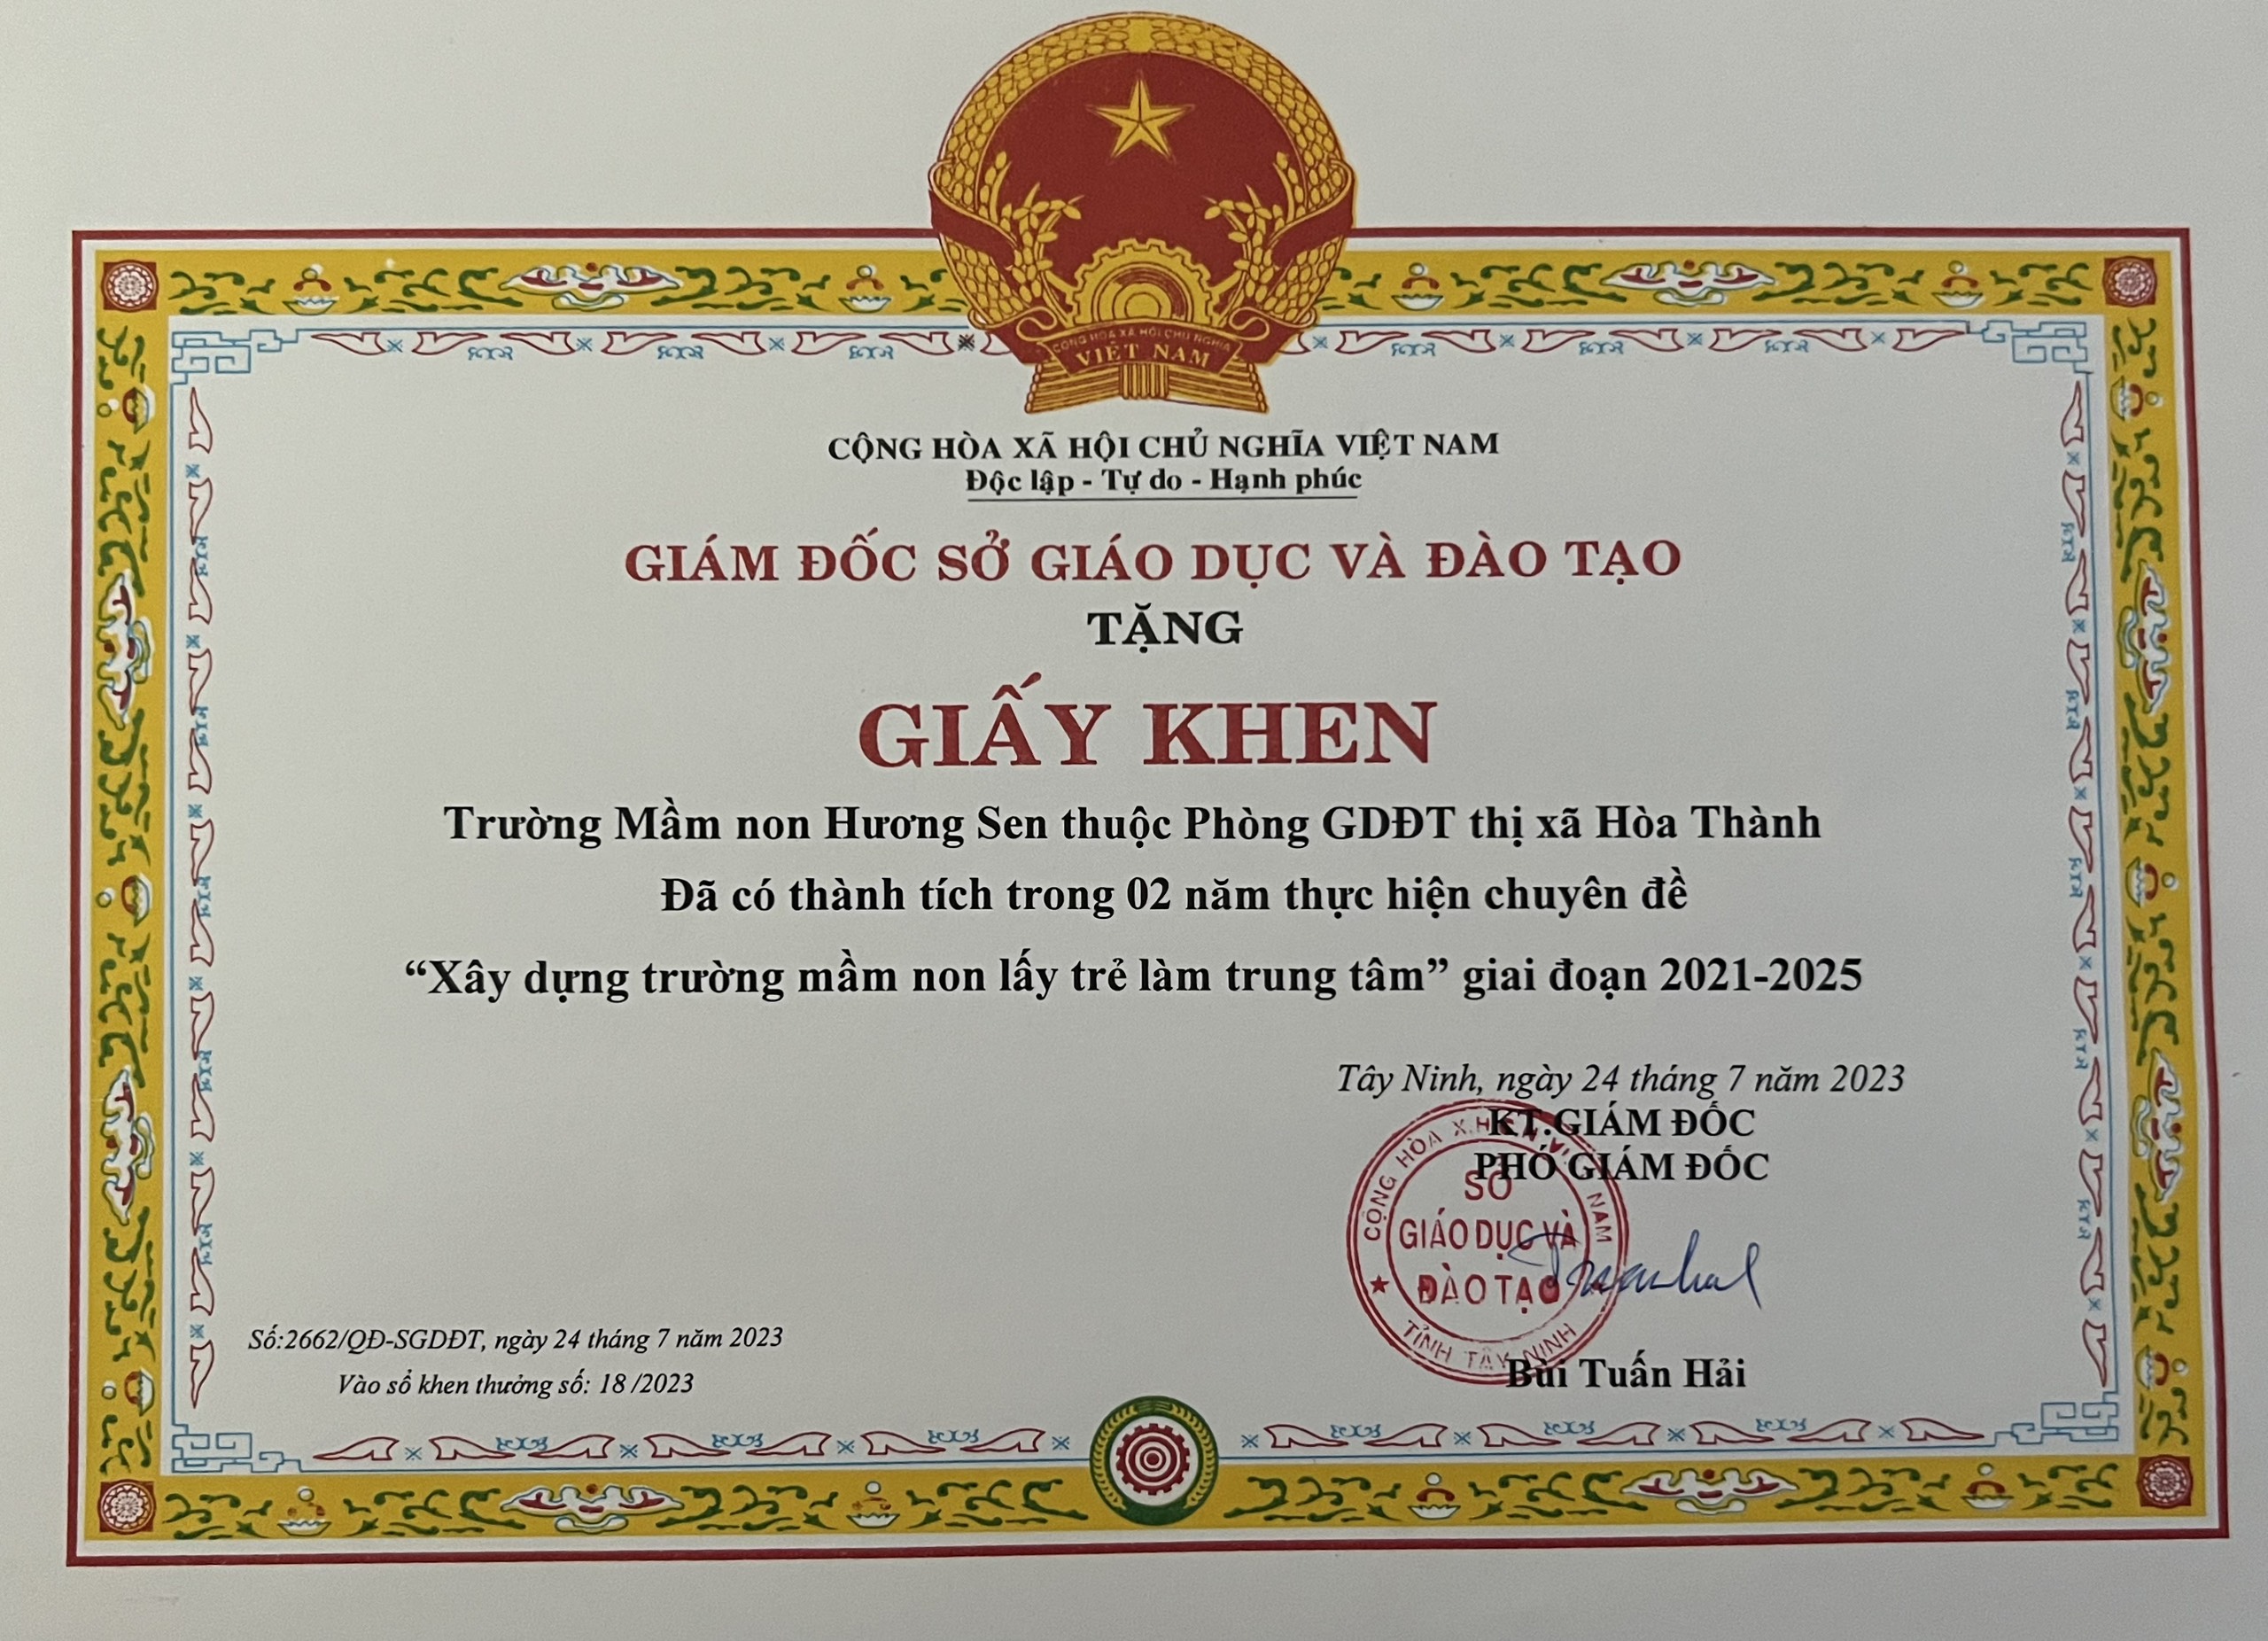 CỘNG HÒA XÃ HỘI CHỦ NGHĨA
VIỆT NAM
CỘNG HÒA XÃ HỘI CHỦ NGHĨA VIỆT NAM
Độc lập - Tự do - Hạnh phúc
GIÁM ĐỐC SỞ GIÁO DỤC VÀ ĐÀO TẠO
TẶNG
GIẤY KHEN
Trường Mầm non Hương Sen thuộc Phòng GDĐT thị xã Hòa Thành
Đã có thành tích trong 02 năm thực hiện chuyên đề
“Xây dựng trường mầm non lấy trẻ làm trung tâm” giai đoạn 2021-2025
Tây Ninh, ngày 24 tháng 7 năm 2023
KT.GIÁM ĐỐC
PHÓ GIÁM ĐỐC
CỘNG HÒA X.H NAM
SỞ
GIÁO DỤC VÀ
ĐÀO TẠO
TỈNH TÂY NINH
Bùi Tuấn Hải
Số:2662/QĐ-SGDĐT, ngày 24 tháng 7 năm 2023
Vào sổ khen thưởng số: 18 /2023